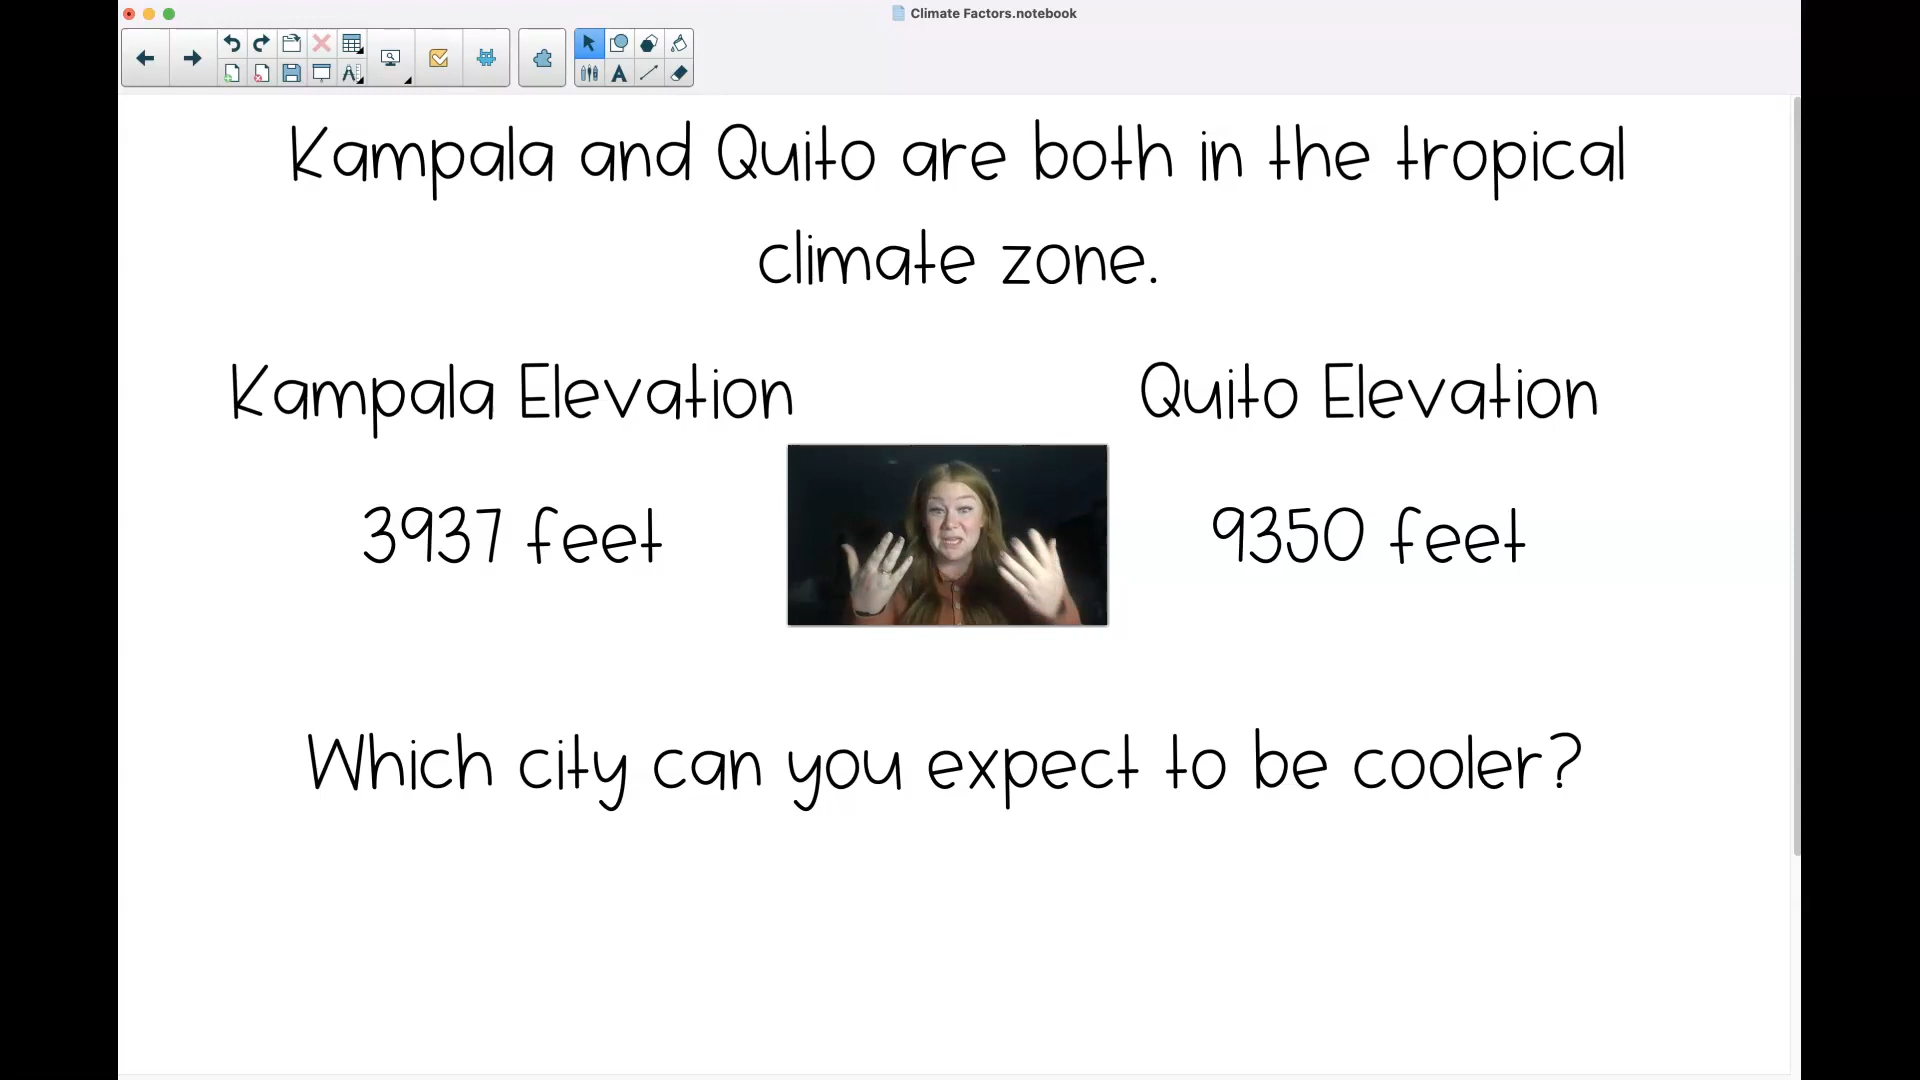 Climate Factors.notebook
Kampala and Quito are both in the tropical
climate zone.
Kampala Elevation
Quito Elevation
3937 feet
9350 feet
Which city can you expect to be cooler?